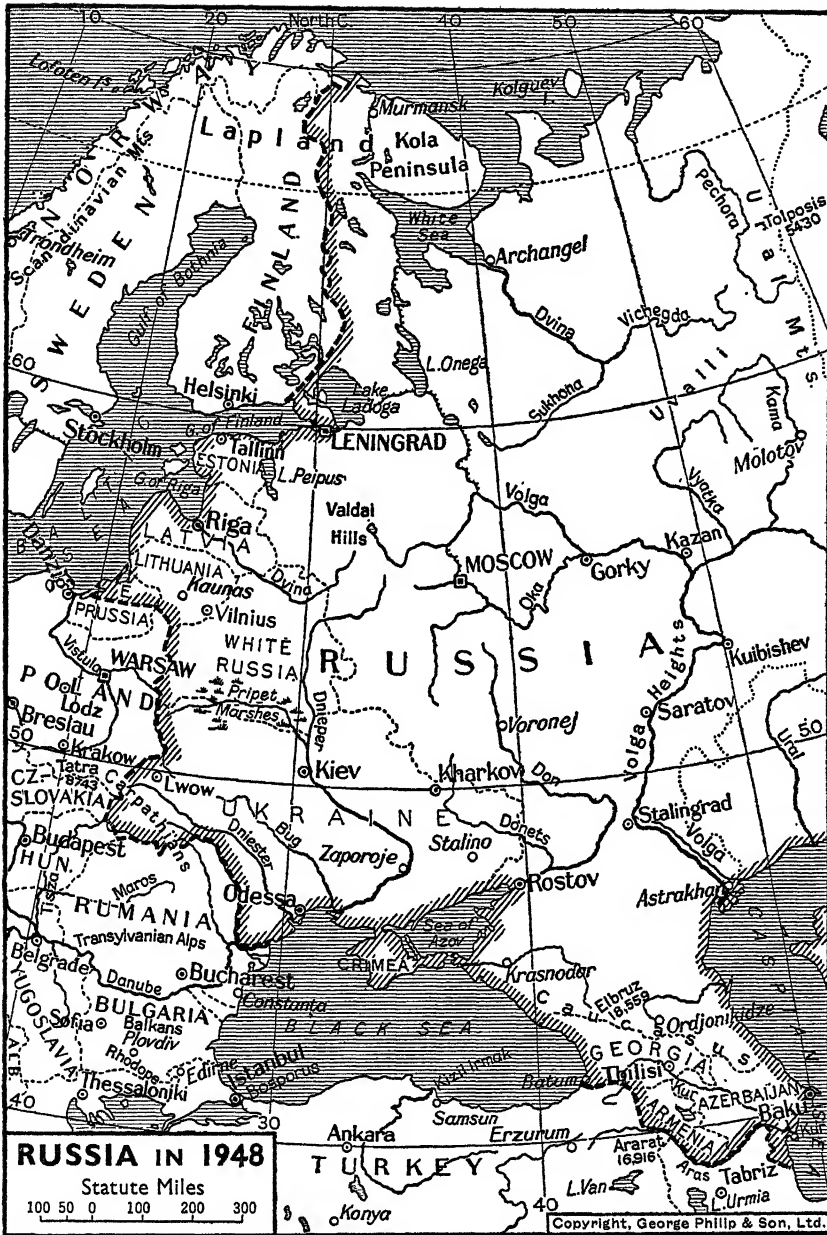 10
20
North C.
40
50
60
Lofoten Is.
NORWAY
Murmansk
Kolguev I.
Lapland
Kola Peninsula
Scandinavian Mts
Trondheim
SWEDEN
Gulf of Bothnia
FINLAND
White Sea
Archangel
Pechora
Ural Mts
Tolposis 5430
Dvina
Vichegda
L. Onega
Sukhona
Uvalli
Kama
Molotov
60
Helsinki
Lake Ladoga
Stockholm
G. of Finland
LENINGRAD
Tallinn
ESTONIA
L. Peipus
G. of Riga
BALTIC SEA
Riga
LATVIA
Valdai Hills
Volga
Vyatka
Kazan
LITHUANIA
Kaunas
Dvina
MOSCOW
Gorky
Oka
Danzig
E. PRUSSIA
Vilnius
WHITE RUSSIA
RUSSIA
Kuibishev
Vistula
WARSAW
POLAND
Lodz
Breslau
Pripet Marshes
Dnieper
Voronej
Volga Heights
Saratov
50
50
Ural
Krakow
Tatra 8743
CZ-SLOVAKIA
Carpathians
Lwow
Kiev
Kharkov
Don
UKRAINE
Stalingrad
Volga
Budapest
HUN.
Dniester
Bug
Zaporoje
Stalino
Donets
Tisza
Maros
RUMANIA
Transylvanian Alps
Odessa
Rostov
Astrakhan
Sea of Azov
CRIMEA
CASPIAN SEA
Belgrade
Danube
Bucharest
Constanta
Krasnodar
Elbruz 18,559
Caucasus
Ordjonikidze
YUGOSLAVIA
BULGARIA
Sofia
Balkans
Plovdiv
Rhodope
Edirne
BLACK SEA
GEORGIA
Tbilisi
Batum
Kur
AZERBAIJAN
Baku
Kur
ALB.
Thessaloniki
Istanbul
Bosporus
Kizil Irmak
Samsun
ARMENIA
40
30
Ankara
Erzurum
Ararat 16,916
Aras
Tabriz
TURKEY
L. Van
L. Urmia
Konya
40
RUSSIA IN 1948
Statute Miles
100 50 0 100 200 300
Copyright, George Philip & Son, Ltd.